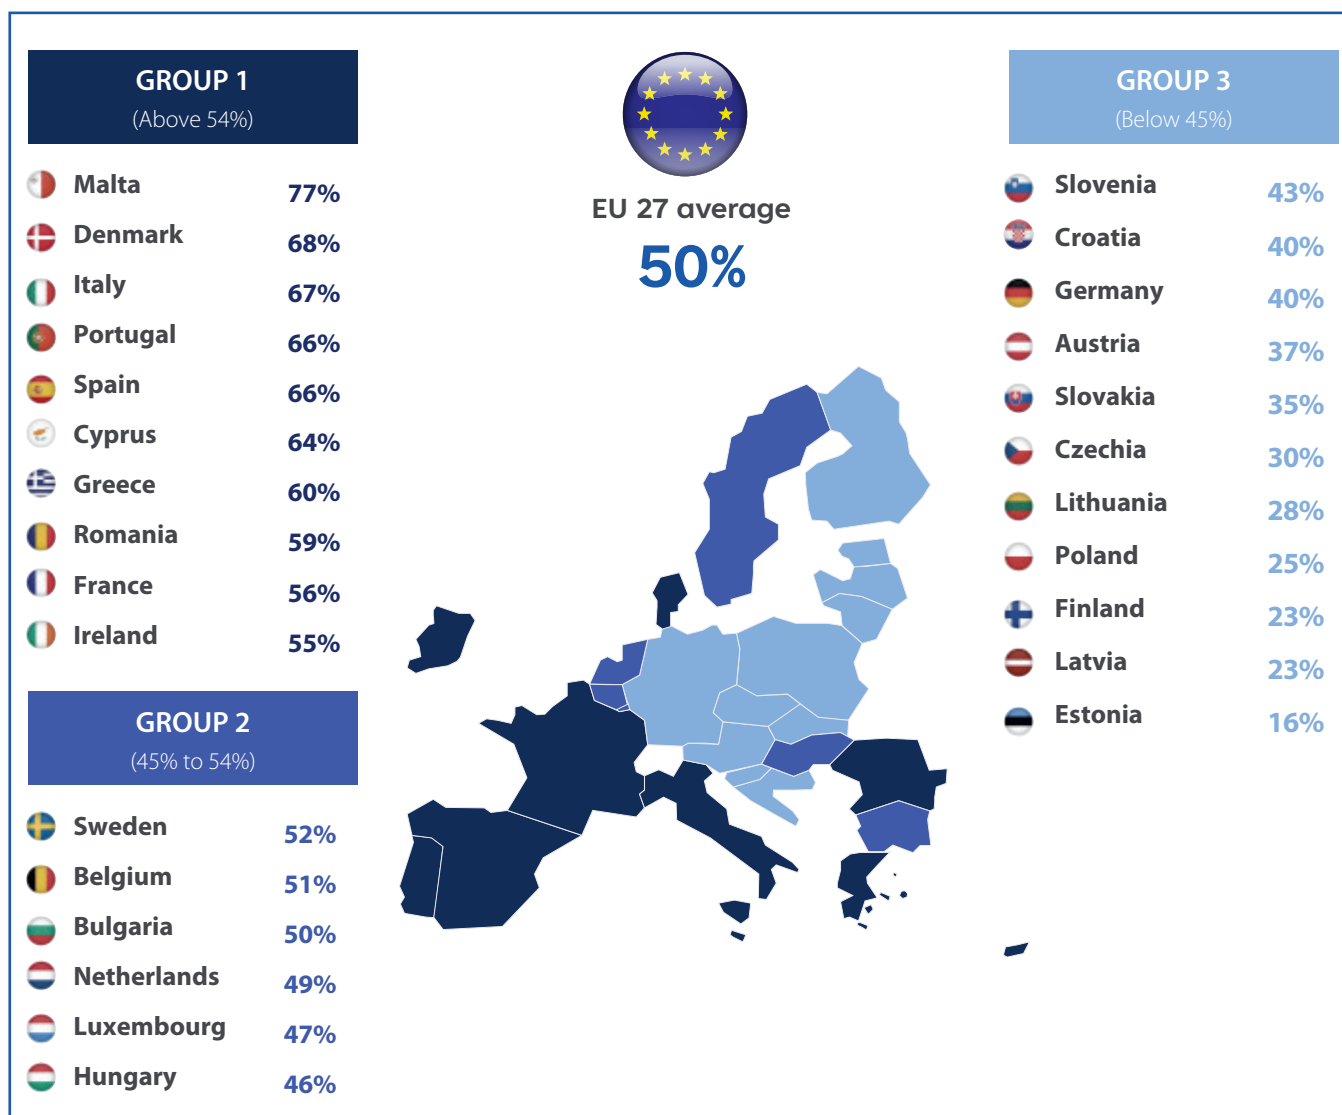 GROUP 1
(Above 54%)
Malta 77%
Denmark 68%
Italy 67%
Portugal 66%
Spain 66%
Cyprus 64%
Greece 60%
Romania 59%
France 56%
Ireland 55%
GROUP 2
(45% to 54%)
Sweden 52%
Belgium 51%
Bulgaria 50%
Netherlands 49%
Luxembourg 47%
Hungary 46%
EU 27 average
50%
GROUP 3
(Below 45%)
Slovenia 43%
Croatia 40%
Germany 40%
Austria 37%
Slovakia 35%
Czechia 30%
Lithuania 28%
Poland 25%
Finland 23%
Latvia 23%
Estonia 16%